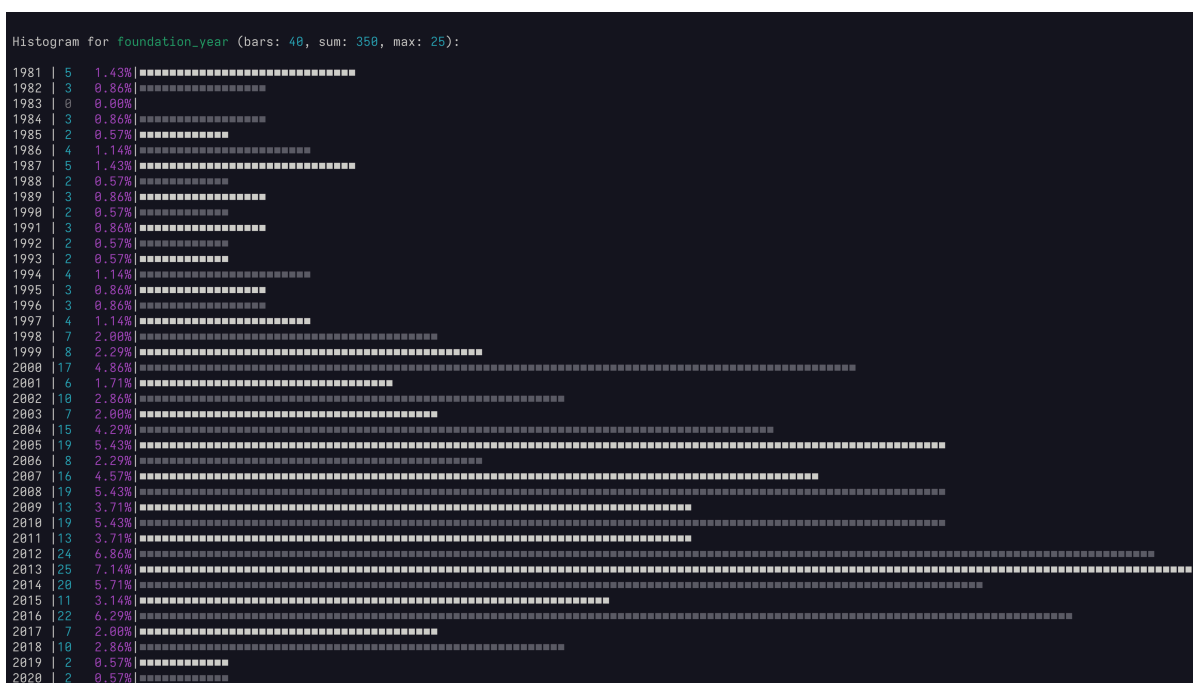 Histogram for foundation_year (bars: 40, sum: 350, max: 25):
1981 | 5 1.43%|
1982 | 3 0.86%|
1983 | 0 0.00%|
1984 | 3 0.86%|
1985 | 2 0.57%|
1986 | 4 1.14%|
1987 | 5 1.43%|
1988 | 2 0.57%|
1989 | 3 0.86%|
1990 | 2 0.57%|
1991 | 3 0.86%|
1992 | 2 0.57%|
1993 | 2 0.57%|
1994 | 4 1.14%|
1995 | 3 0.86%|
1996 | 3 0.86%|
1997 | 4 1.14%|
1998 | 7 2.00%|
1999 | 8 2.29%|
2000 |17 4.86%|
2001 | 6 1.71%|
2002 |10 2.86%|
2003 | 7 2.00%|
2004 |15 4.29%|
2005 |19 5.43%|
2006 | 8 2.29%|
2007 |16 4.57%|
2008 |19 5.43%|
2009 |13 3.71%|
2010 |19 5.43%|
2011 |13 3.71%|
2012 |24 6.86%|
2013 |25 7.14%|
2014 |20 5.71%|
2015 |11 3.14%|
2016 |22 6.29%|
2017 | 7 2.00%|
2018 |10 2.86%|
2019 | 2 0.57%|
2020 | 2 0.57%|